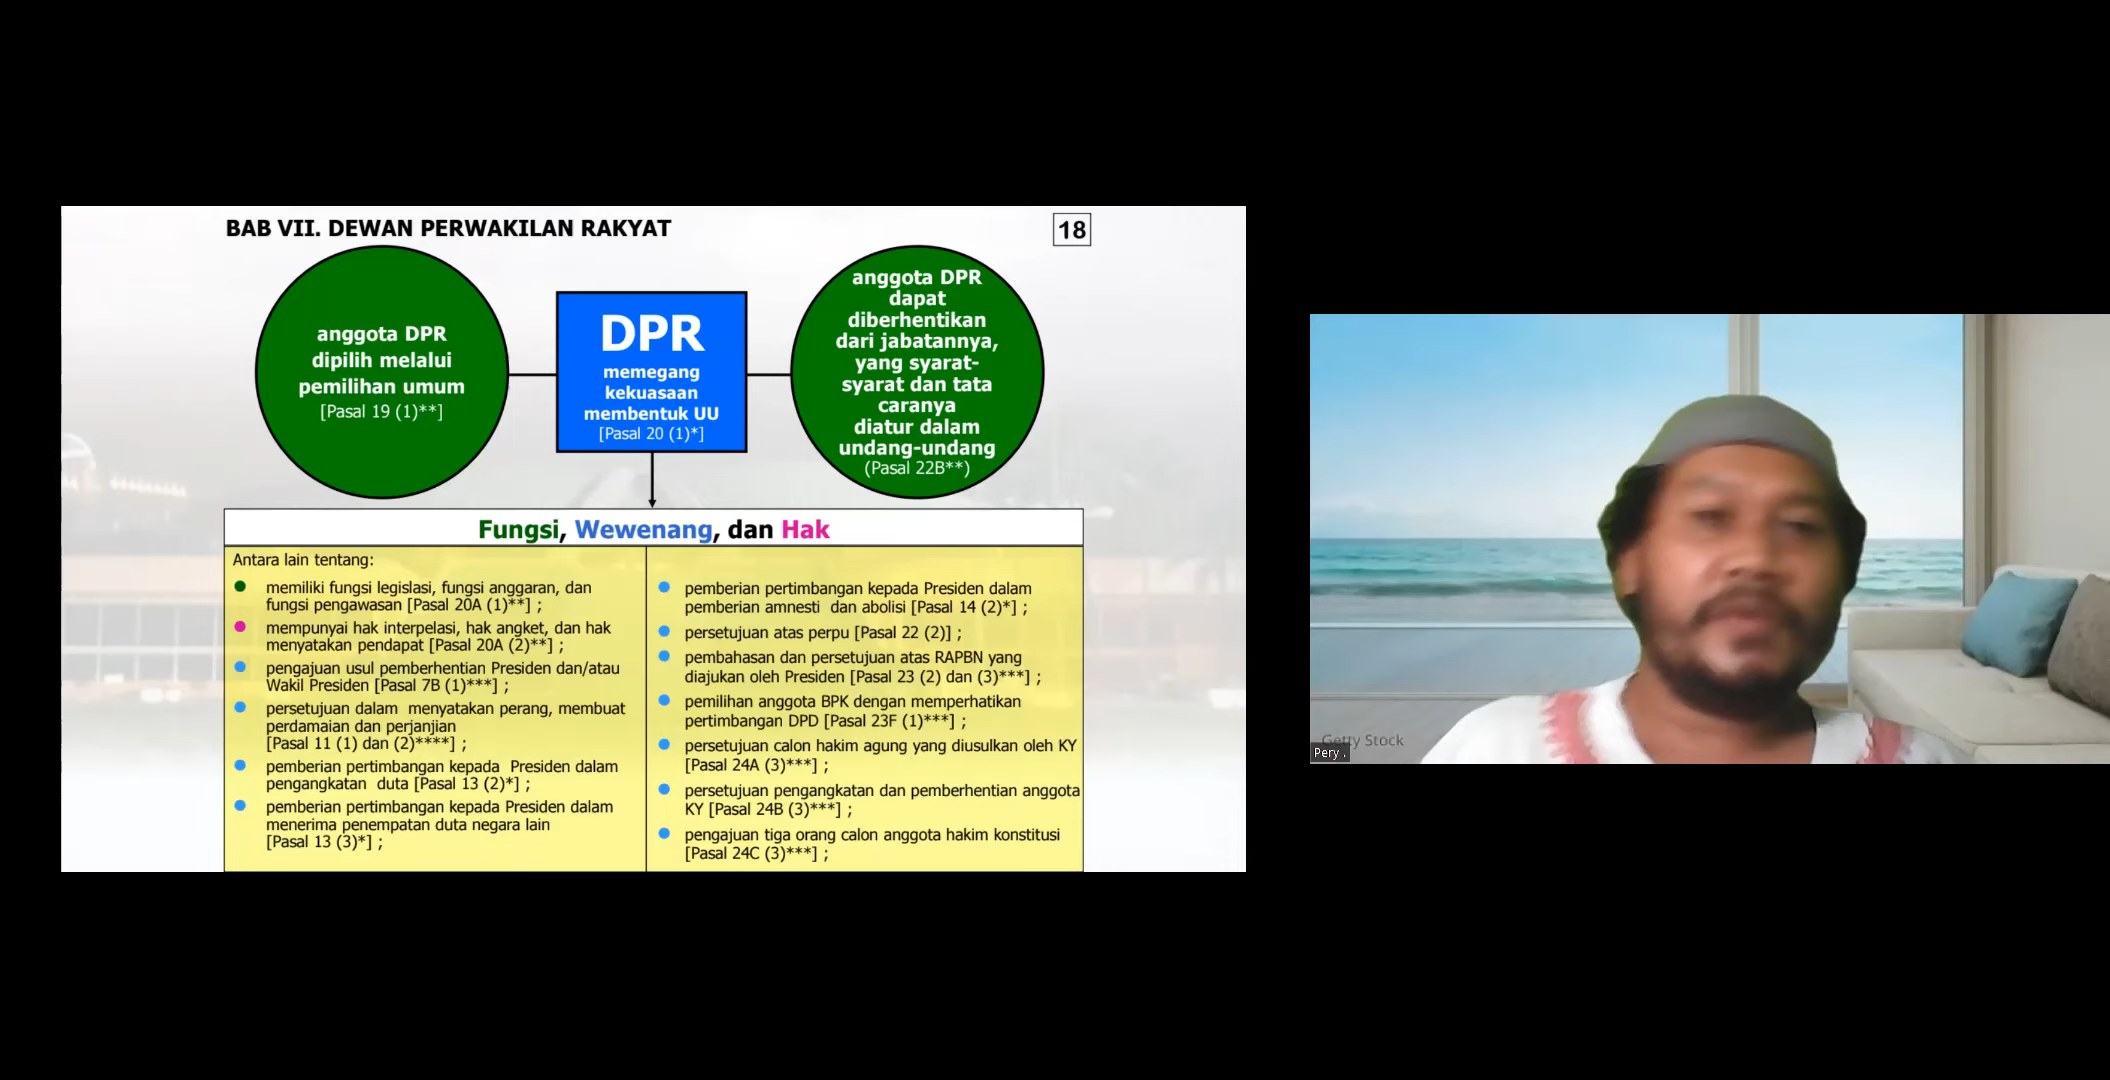 BAB VII. DEWAN PERWAKILAN RAKYAT
18
anggota DPR
dipilih melalui
pemilihan umum
[Pasal 19 (1)**]
DPR
memegang
kekuasaan
membentuk UU
[Pasal 20 (1)*]
anggota DPR
dapat
diberhentikan
dari jabatannya,
yang syarat-
syarat dan tata
caranya
diatur dalam
undang-undang
(Pasal 22B**)
Fungsi, Wewenang, dan Hak
Antara lain tentang:
memiliki fungsi legislasi, fungsi anggaran, dan
fungsi pengawasan [Pasal 20A (1)**] ;
mempunyai hak interpelasi, hak angket, dan hak
menyatakan pendapat [Pasal 20A (2)**] ;
pengajuan usul pemberhentian Presiden dan/atau
Wakil Presiden [Pasal 7B (1)***] ;
persetujuan dalam menyatakan perang, membuat
perdamaian dan perjanjian
[Pasal 11 (1) dan (2)****] ;
pemberian pertimbangan kepada Presiden dalam
pengangkatan duta [Pasal 13 (2)*] ;
pemberian pertimbangan kepada Presiden dalam
menerima penempatan duta negara lain
[Pasal 13 (3)*] ;
pemberian pertimbangan kepada Presiden dalam
pemberian amnesti dan abolisi [Pasal 14 (2)*] ;
persetujuan atas perpu [Pasal 22 (2)] ;
pembahasan dan persetujuan atas RAPBN yang
diajukan oleh Presiden [Pasal 23 (2) dan (3)***] ;
pemilihan anggota BPK dengan memperhatikan
pertimbangan DPD [Pasal 23F (1)***] ;
persetujuan calon hakim agung yang diusulkan oleh KY
[Pasal 24A (3)***] ;
persetujuan pengangkatan dan pemberhentian anggota
KY [Pasal 24B (3)***] ;
pengajuan tiga orang calon anggota hakim konstitusi
[Pasal 24C (3)***] ;
Getty Stock
Pery .